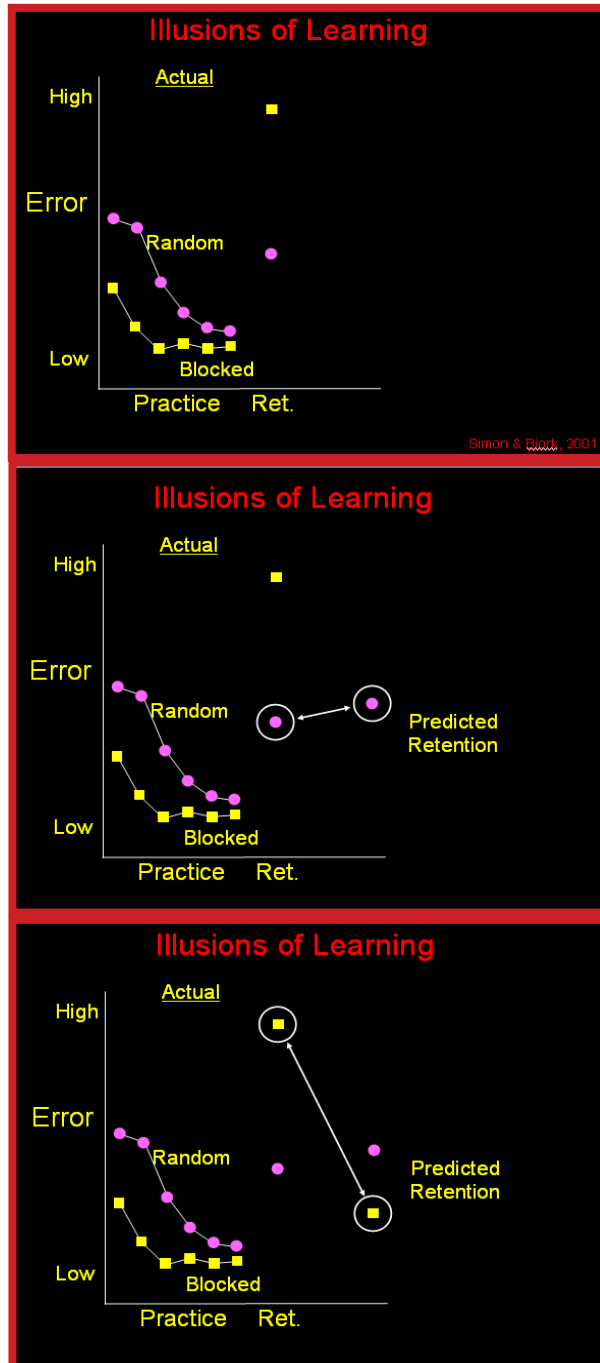 Illusions of Learning
Actual
High
Error
Random
Low
Blocked
Practice Ret.
Simon & Bjork, 2001
Illusions of Learning
Actual
High
Error
Random
Predicted
Retention
Low
Blocked
Practice Ret.
Illusions of Learning
Actual
High
Error
Random
Predicted
Retention
Low
Blocked
Practice Ret.